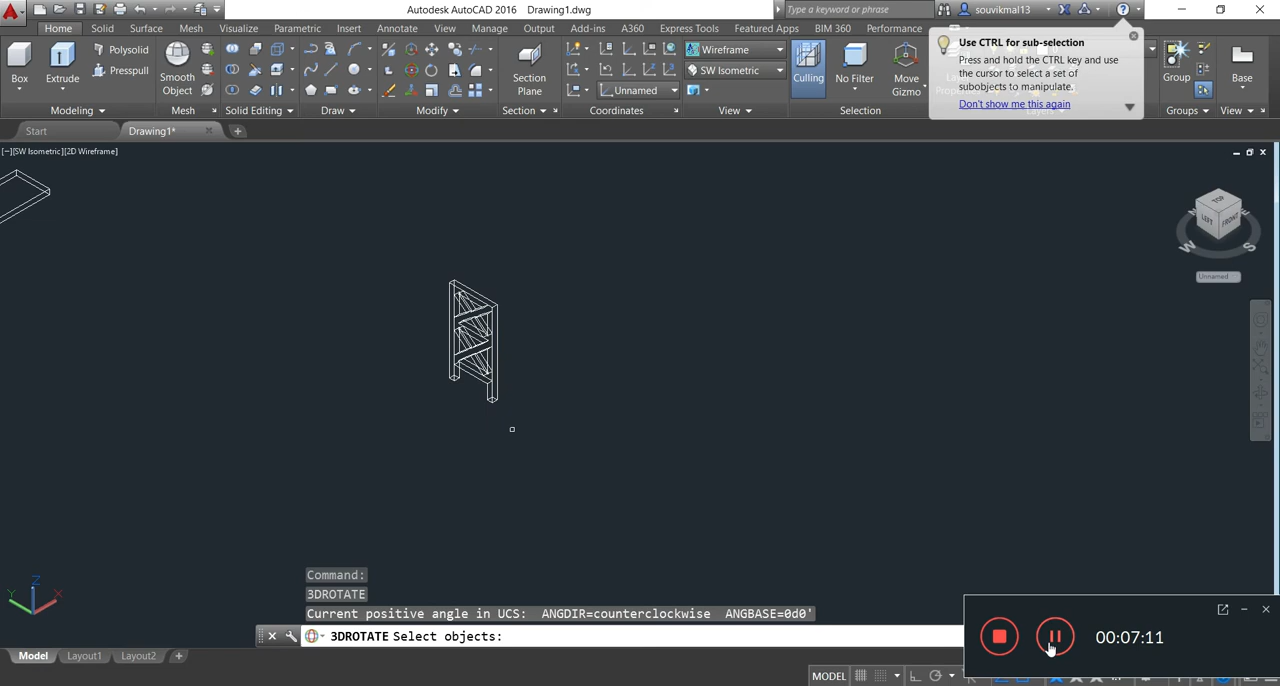 Autodesk AutoCAD 2016 Drawing1.dwg
Type a keyword or phrase
souvikmal13
Home Solid Surface Mesh Visualize Parametric Insert Annotate View Manage Output Add-ins A360 Express Tools Featured Apps BIM 360 Performance
Use CTRL for sub-selection
Press and hold the CTRL key and use
the cursor to select a set of
subobjects to manipulate.
Don't show me this again
Box
Extrude
Polysolid
Presspull
Smooth
Object
Section
Plane
Wireframe
SW Isometric
Unnamed
Culling
No Filter
Move
Gizmo
Group
Base
Modeling
Mesh
Solid Editing
Draw
Modify
Section
Coordinates
View
Selection
Groups
View
Start
Drawing1*
[−][SW Isometric][2D Wireframe]
TOP
LEFT
FRONT
W
S
Unnamed
Z
Y
X
Command:
3DROTATE
Current positive angle in UCS: ANGDIR=counterclockwise ANGBASE=0d0'
3DROTATE Select objects:
00:07:11
Model Layout1 Layout2
MODEL